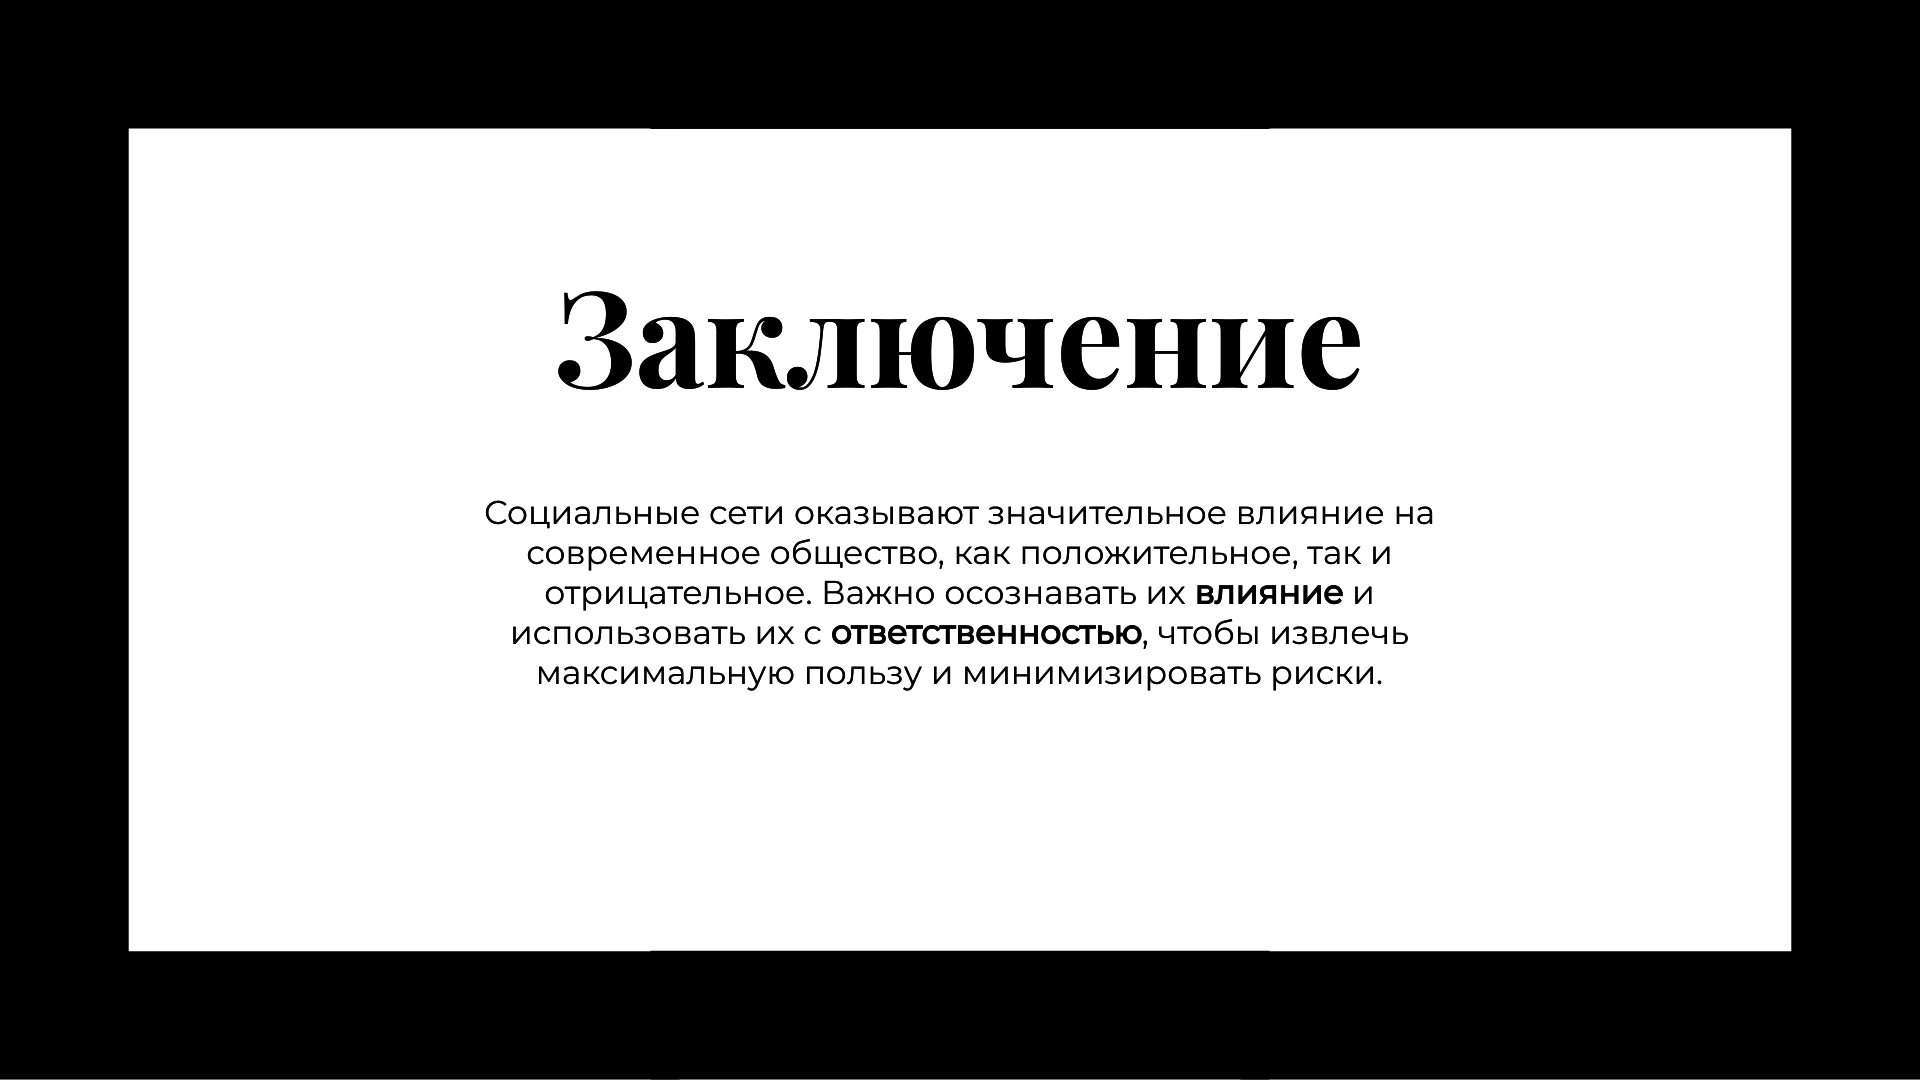 Заключение
Социальные сети оказывают значительное влияние на
современное общество, как положительное, так и
отрицательное. Важно осознавать их влияние и
использовать их с ответственностью, чтобы извлечь
максимальную пользу и минимизировать риски.